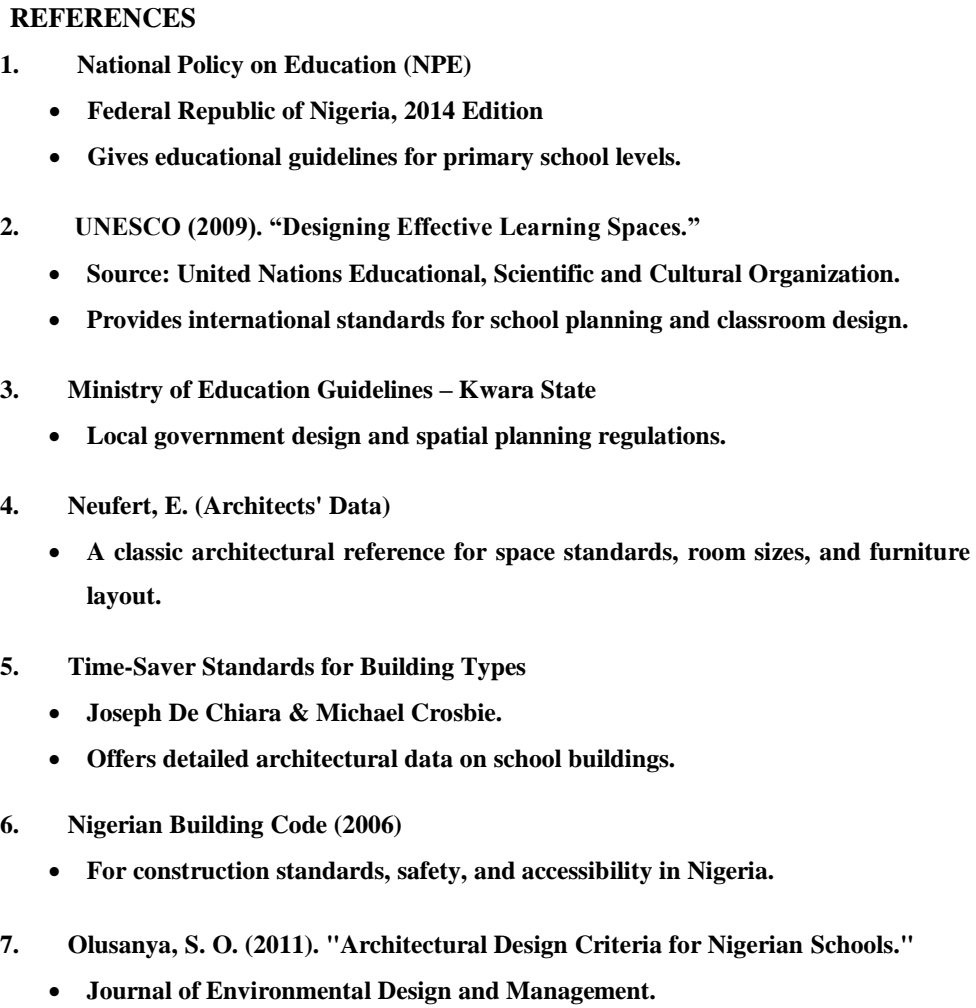 REFERENCES
1. National Policy on Education (NPE)
• Federal Republic of Nigeria, 2014 Edition
• Gives educational guidelines for primary school levels.
2. UNESCO (2009). “Designing Effective Learning Spaces.”
• Source: United Nations Educational, Scientific and Cultural Organization.
• Provides international standards for school planning and classroom design.
3. Ministry of Education Guidelines – Kwara State
• Local government design and spatial planning regulations.
4. Neufert, E. (Architects' Data)
• A classic architectural reference for space standards, room sizes, and furniture
layout.
5. Time-Saver Standards for Building Types
• Joseph De Chiara & Michael Crosbie.
• Offers detailed architectural data on school buildings.
6. Nigerian Building Code (2006)
• For construction standards, safety, and accessibility in Nigeria.
7. Olusanya, S. O. (2011). "Architectural Design Criteria for Nigerian Schools."
• Journal of Environmental Design and Management.